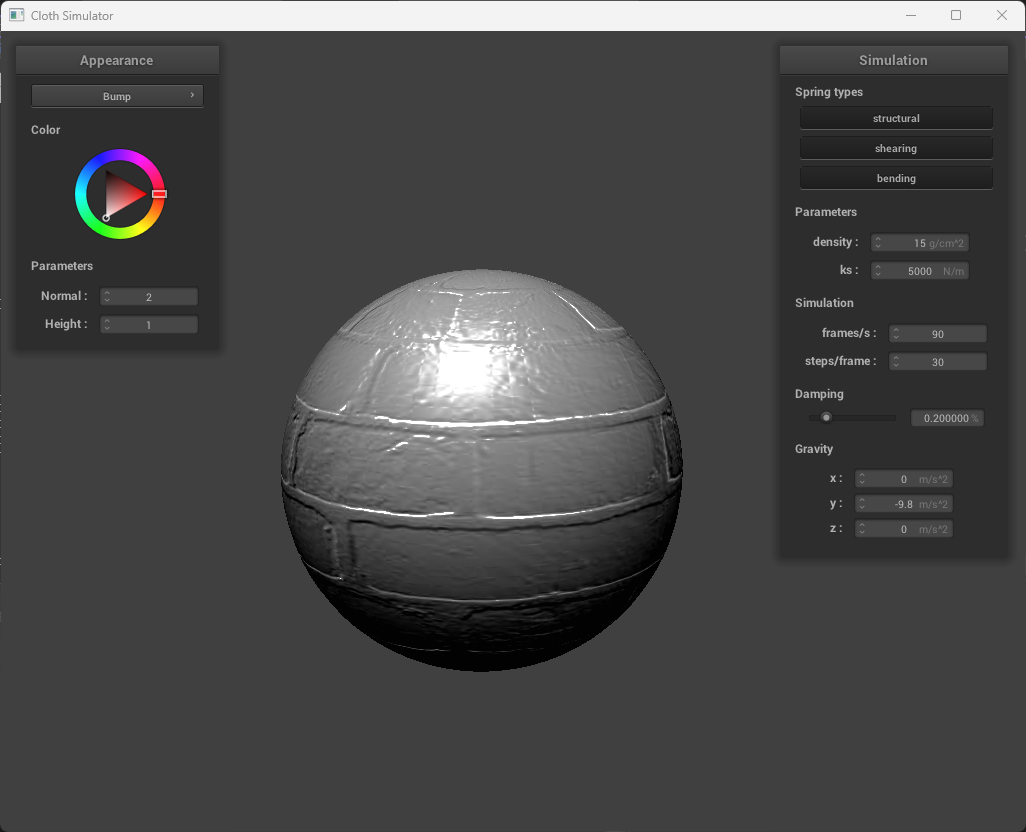 Cloth Simulator
Appearance
Bump
Color
Parameters
Normal : 2
Height : 1
Simulation
Spring types
structural
shearing
bending
Parameters
density : 15 g/cm^2
ks : 5000 N/m
Simulation
frames/s : 90
steps/frame : 30
Damping
0.200000 %
Gravity
x : 0 m/s^2
y : -9.8 m/s^2
z : 0 m/s^2